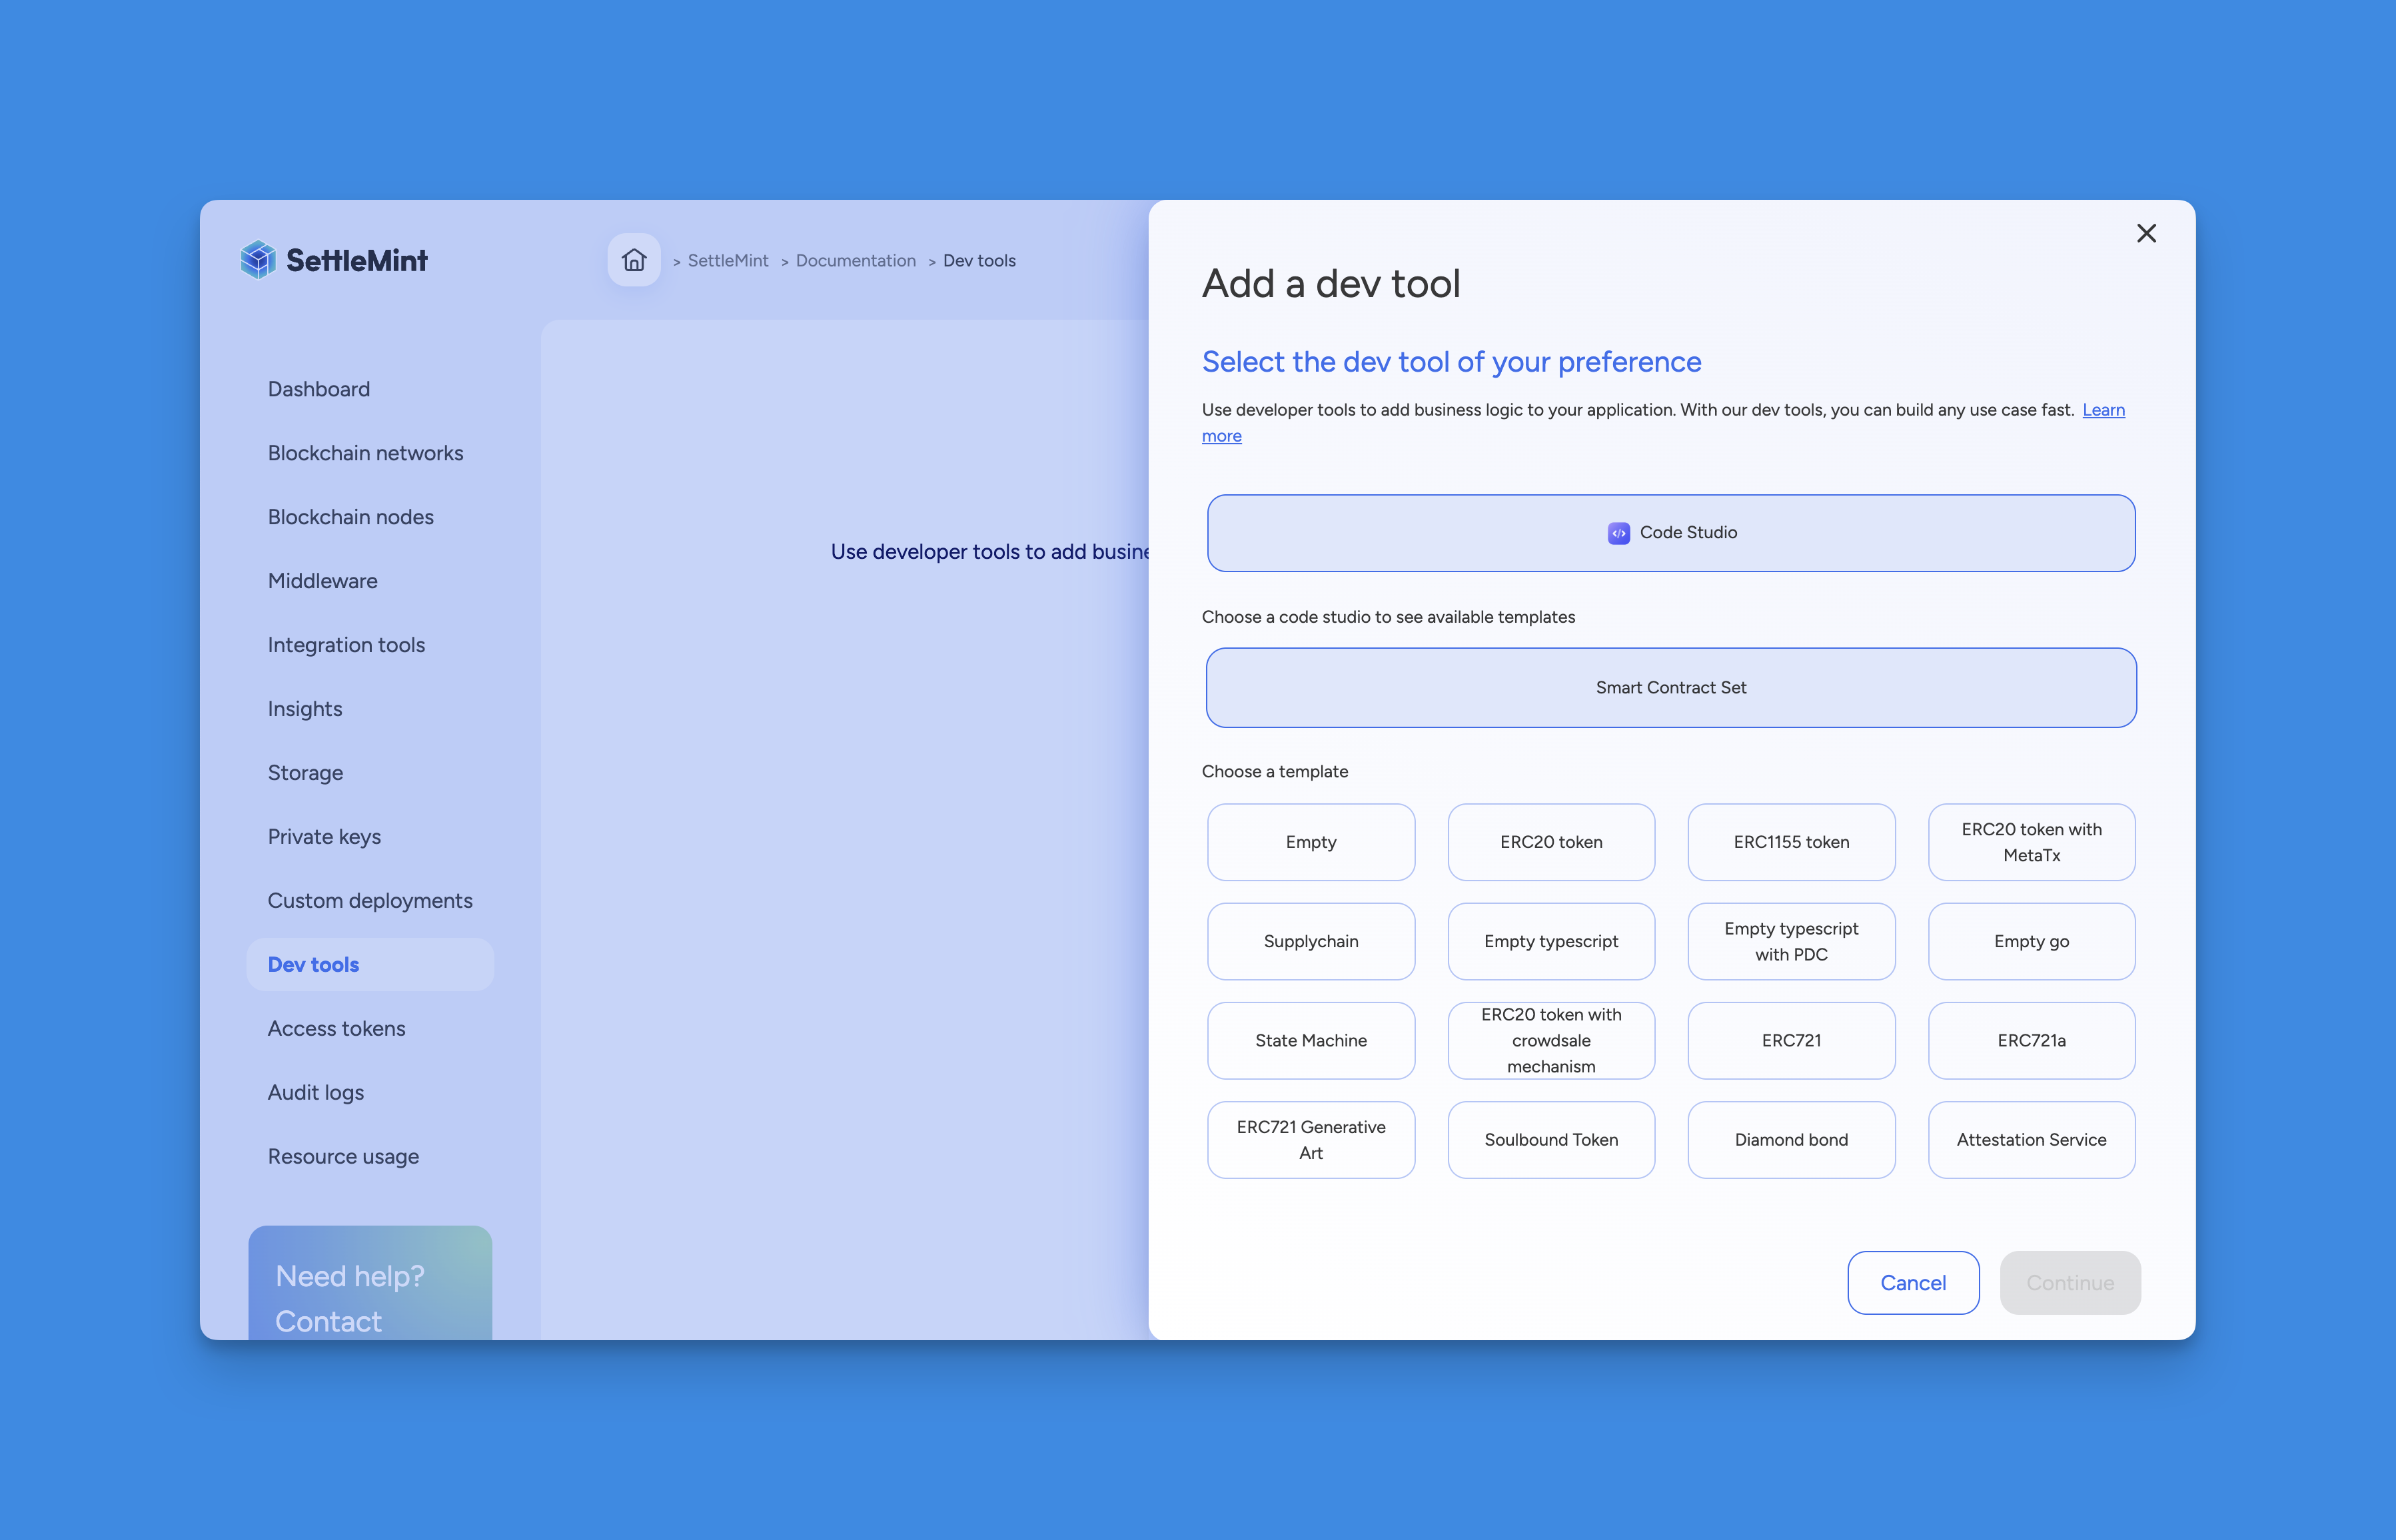 SettleMint
> SettleMint > Documentation > Dev tools
Dashboard
Blockchain networks
Blockchain nodes
Middleware
Integration tools
Insights
Storage
Private keys
Custom deployments
Dev tools
Access tokens
Audit logs
Resource usage
Need help?
Contact
Use developer tools to add busine
Add a dev tool
Select the dev tool of your preference
Use developer tools to add business logic to your application. With our dev tools, you can build any use case fast. Learn
more
Code Studio
Choose a code studio to see available templates
Smart Contract Set
Choose a template
Empty
ERC20 token
ERC1155 token
ERC20 token with
MetaTx
Supplychain
Empty typescript
Empty typescript
with PDC
Empty go
State Machine
ERC20 token with
crowdsale
mechanism
ERC721
ERC721a
ERC721 Generative
Art
Soulbound Token
Diamond bond
Attestation Service
Cancel
Continue